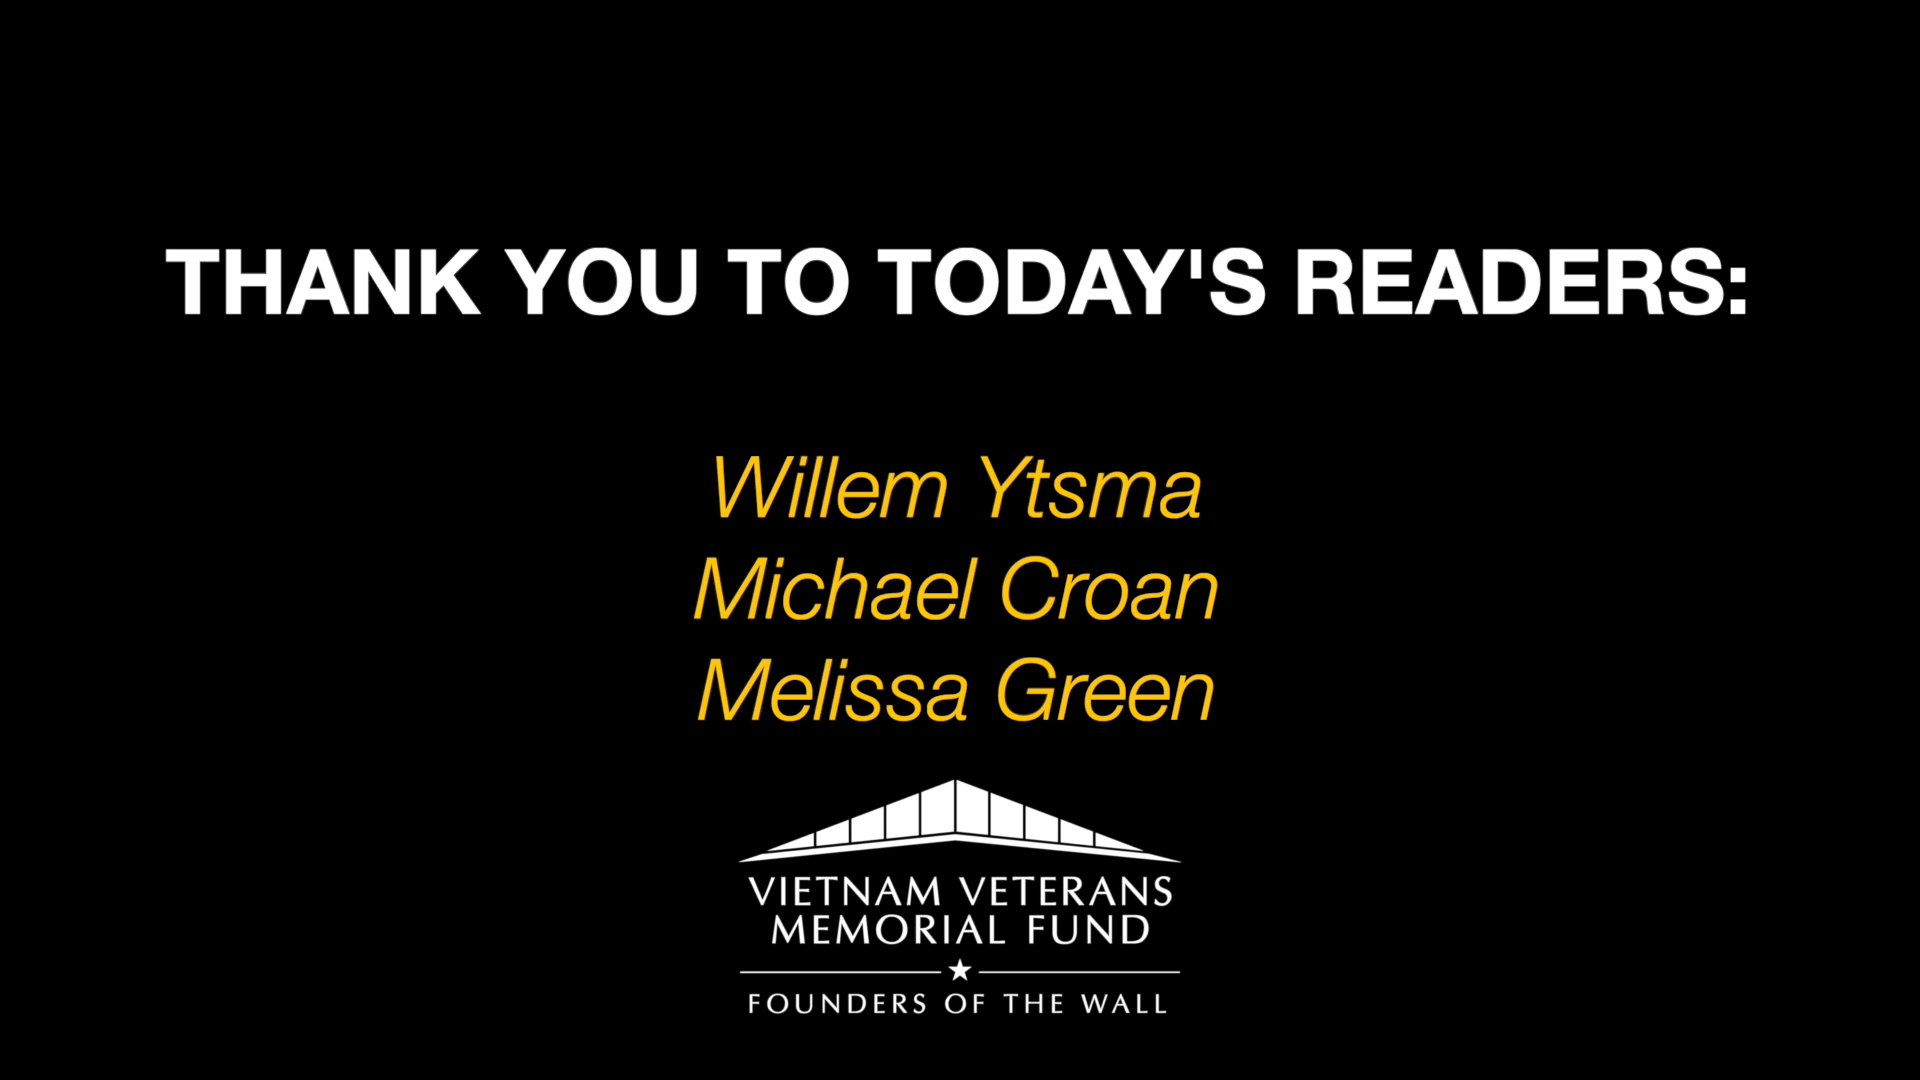 THANK YOU TO TODAY'S READERS:
Willem Ytsma
Michael Croan
Melissa Green
VIETNAM VETERANS
MEMORIAL FUND
FOUNDERS OF THE WALL